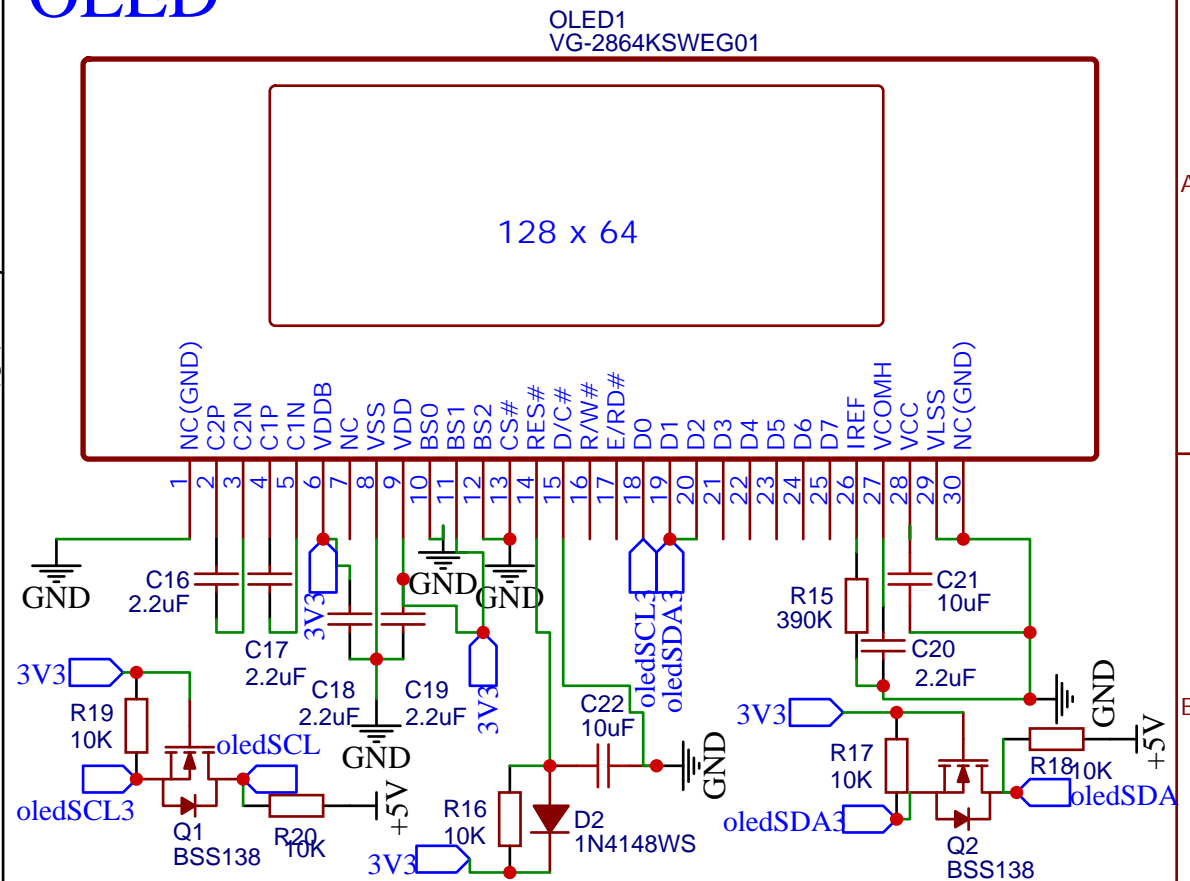 OLED
OLED1
VG-2864KSWEG01
A
128 x 64
NC(GND)
C2P
C2N
C1P
C1N
VDDB
NC
VSS
VDD
BS0
BS1
BS2
CS#
RES#
D/C#
R/W#
E/RD#
D0
D1
D2
D3
D4
D5
D6
D7
IREF
VCOMH
VCC
VLSS
NC(GND)
1
2
3
4
5
6
7
8
9
10
11
12
13
14
15
16
17
18
19
20
21
22
23
24
25
26
27
28
29
30
GND
C16
2.2uF
C17
2.2uF
3V3
C18
2.2uF
C19
2.2uF
GND
GND
GND
3V3
oledSCL3
oledSDA3
R15
390K
C21
10uF
C20
2.2uF
GND
B
3V3
R19
10K
oledSCL
oledSCL3
Q1
BSS138
R20
10K
+5V
C22
10uF
GND
R16
10K
D2
1N4148WS
3V3
3V3
R17
10K
oledSDA3
Q2
BSS138
R18
10K
+5V
oledSDA